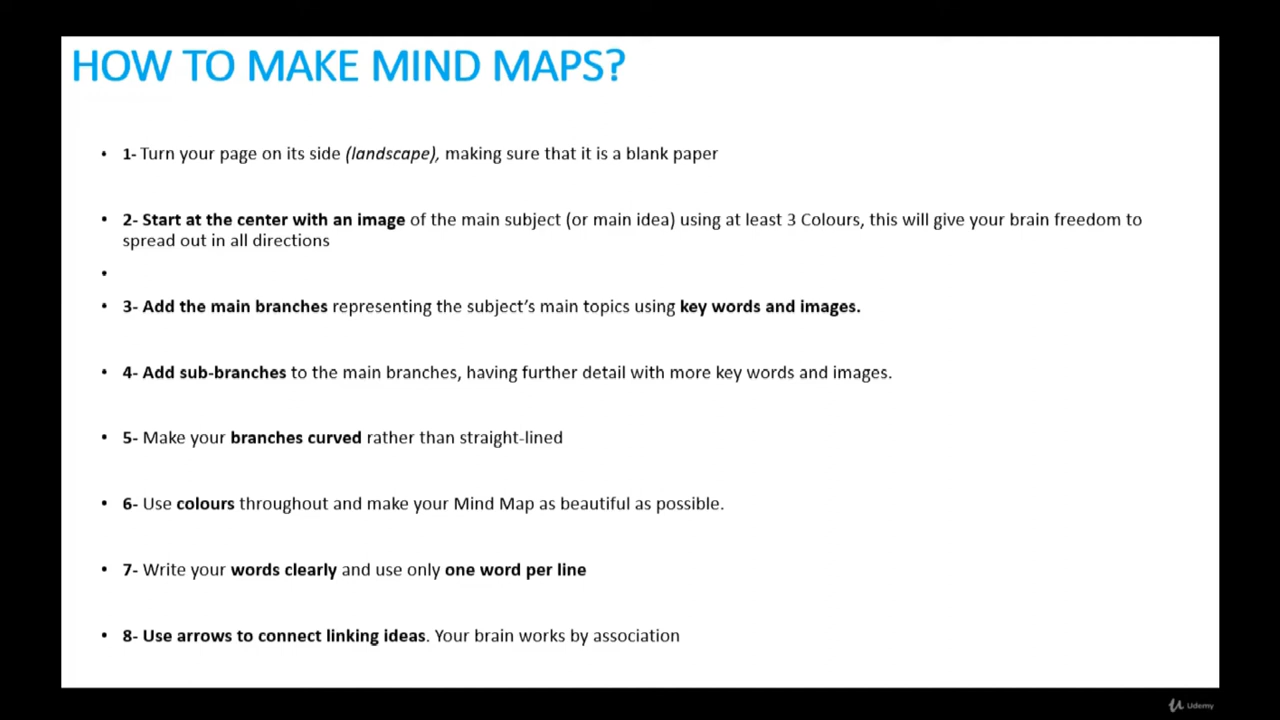 HOW TO MAKE MIND MAPS?
• 1- Turn your page on its side (landscape), making sure that it is a blank paper
• 2- Start at the center with an image of the main subject (or main idea) using at least 3 Colours, this will give your brain freedom to
spread out in all directions
•
• 3- Add the main branches representing the subject's main topics using key words and images.
• 4- Add sub-branches to the main branches, having further detail with more key words and images.
• 5- Make your branches curved rather than straight-lined
• 6- Use colours throughout and make your Mind Map as beautiful as possible.
• 7- Write your words clearly and use only one word per line
• 8- Use arrows to connect linking ideas. Your brain works by association
Udemy